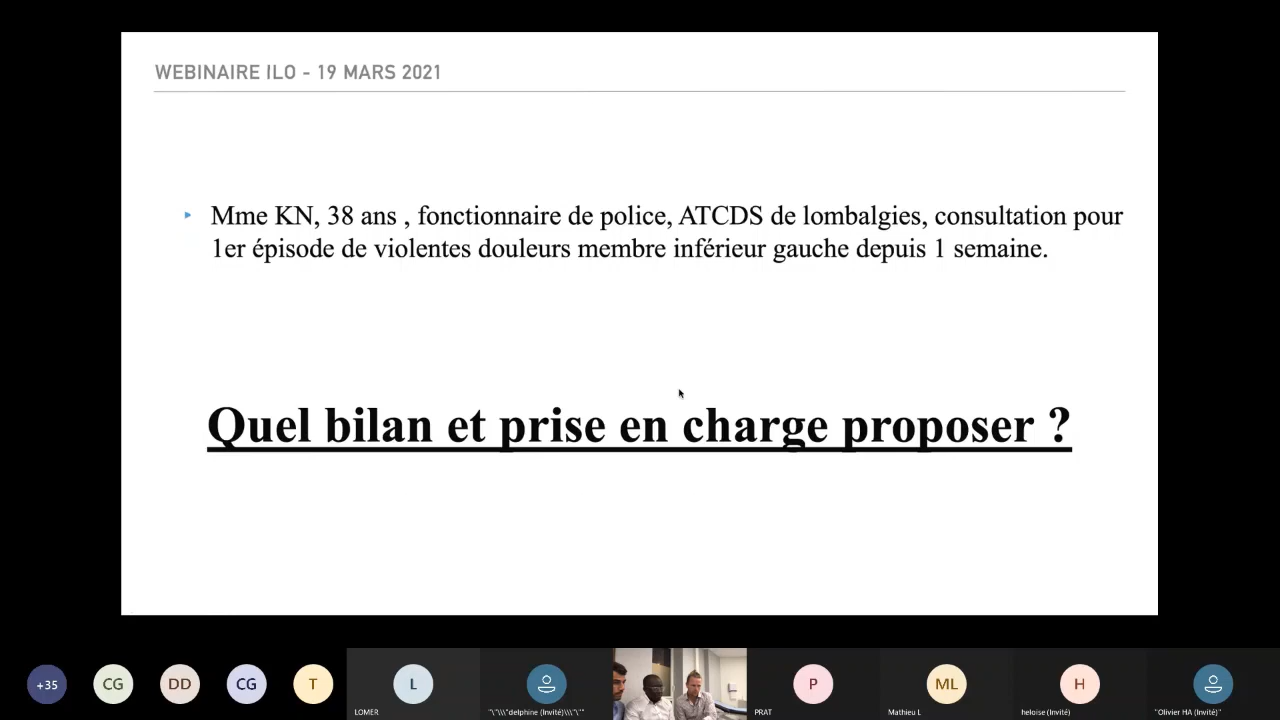 WEBINAIRE ILO - 19 MARS 2021
Mme KN, 38 ans , fonctionnaire de police, ATCDS de lombalgies, consultation pour
1er épisode de violentes douleurs membre inférieur gauche depuis 1 semaine.
Quel bilan et prise en charge proposer ?
+35
CG
DD
CG
T
L
P
ML
H
LOMER
"\"\\\"delphine (Invité)\\\"\""
PRAT
Mathieu L
heloise (Invité)
"Olivier HA (Invité)"